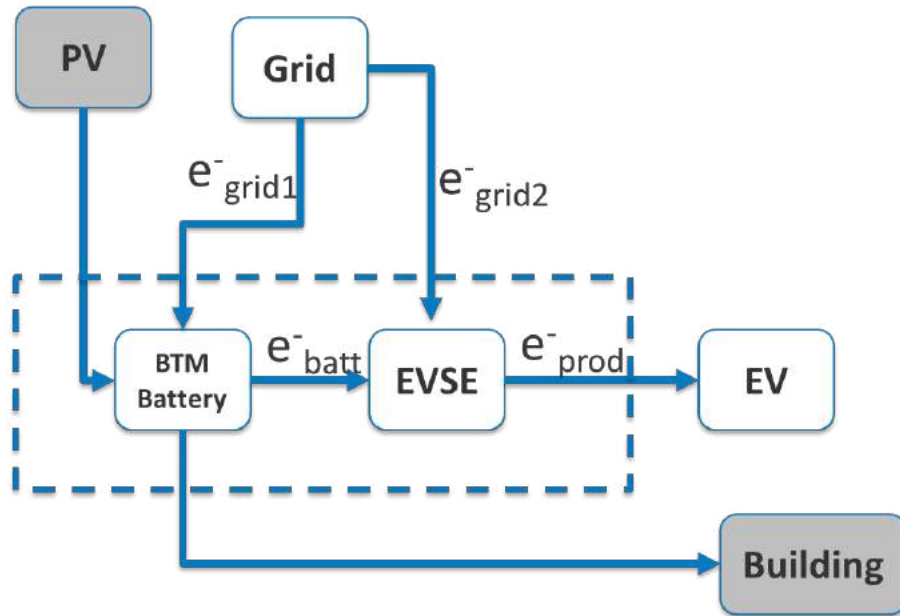 PV
Grid
e-grid1
e-grid2
BTM
Battery
e-batt
EVSE
e-prod
EV
Building